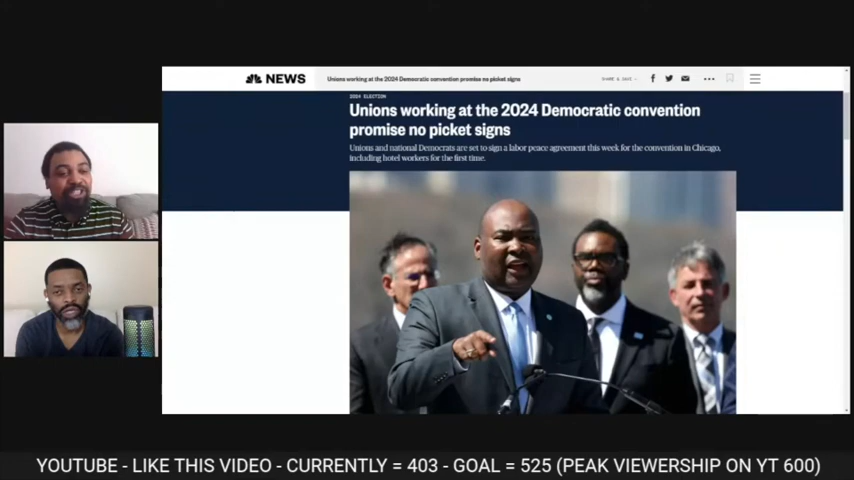 NEWS
Unions working at the 2024 Democratic convention promise no picket signs
SHARE & SAVE -
2024 ELECTION
Unions working at the 2024 Democratic convention
promise no picket signs
Unions and national Democrats are set to sign a labor peace agreement this week for the convention in Chicago,
including hotel workers for the first time.
YOUTUBE - LIKE THIS VIDEO - CURRENTLY = 403 - GOAL = 525 (PEAK VIEWERSHIP ON YT 600)